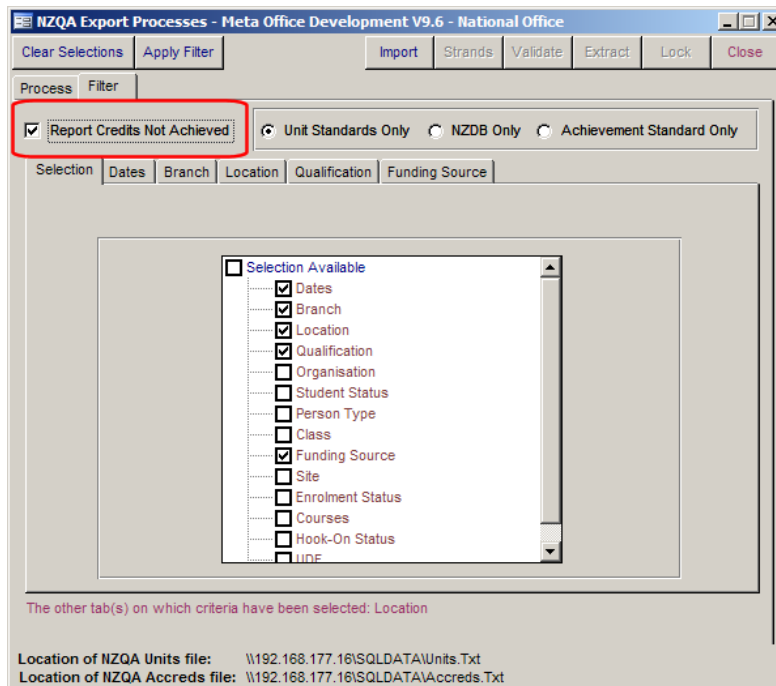 NZQA Export Processes - Meta Office Development V9.6 - National Office
Clear Selections Apply Filter Import Strands Validate Extract Lock Close
Process Filter
Report Credits Not Achieved Unit Standards Only NZDB Only Achievement Standard Only
Selection Dates Branch Location Qualification Funding Source
Selection Available
Dates
Branch
Location
Qualification
Organisation
Student Status
Person Type
Class
Funding Source
Site
Enrolment Status
Courses
Hook-On Status
UDF
The other tab(s) on which criteria have been selected: Location
Location of NZQA Units file: \\192.168.177.16\SQLDATA\Units.Txt
Location of NZQA Accreds file: \\192.168.177.16\SQLDATA\Accreds.Txt